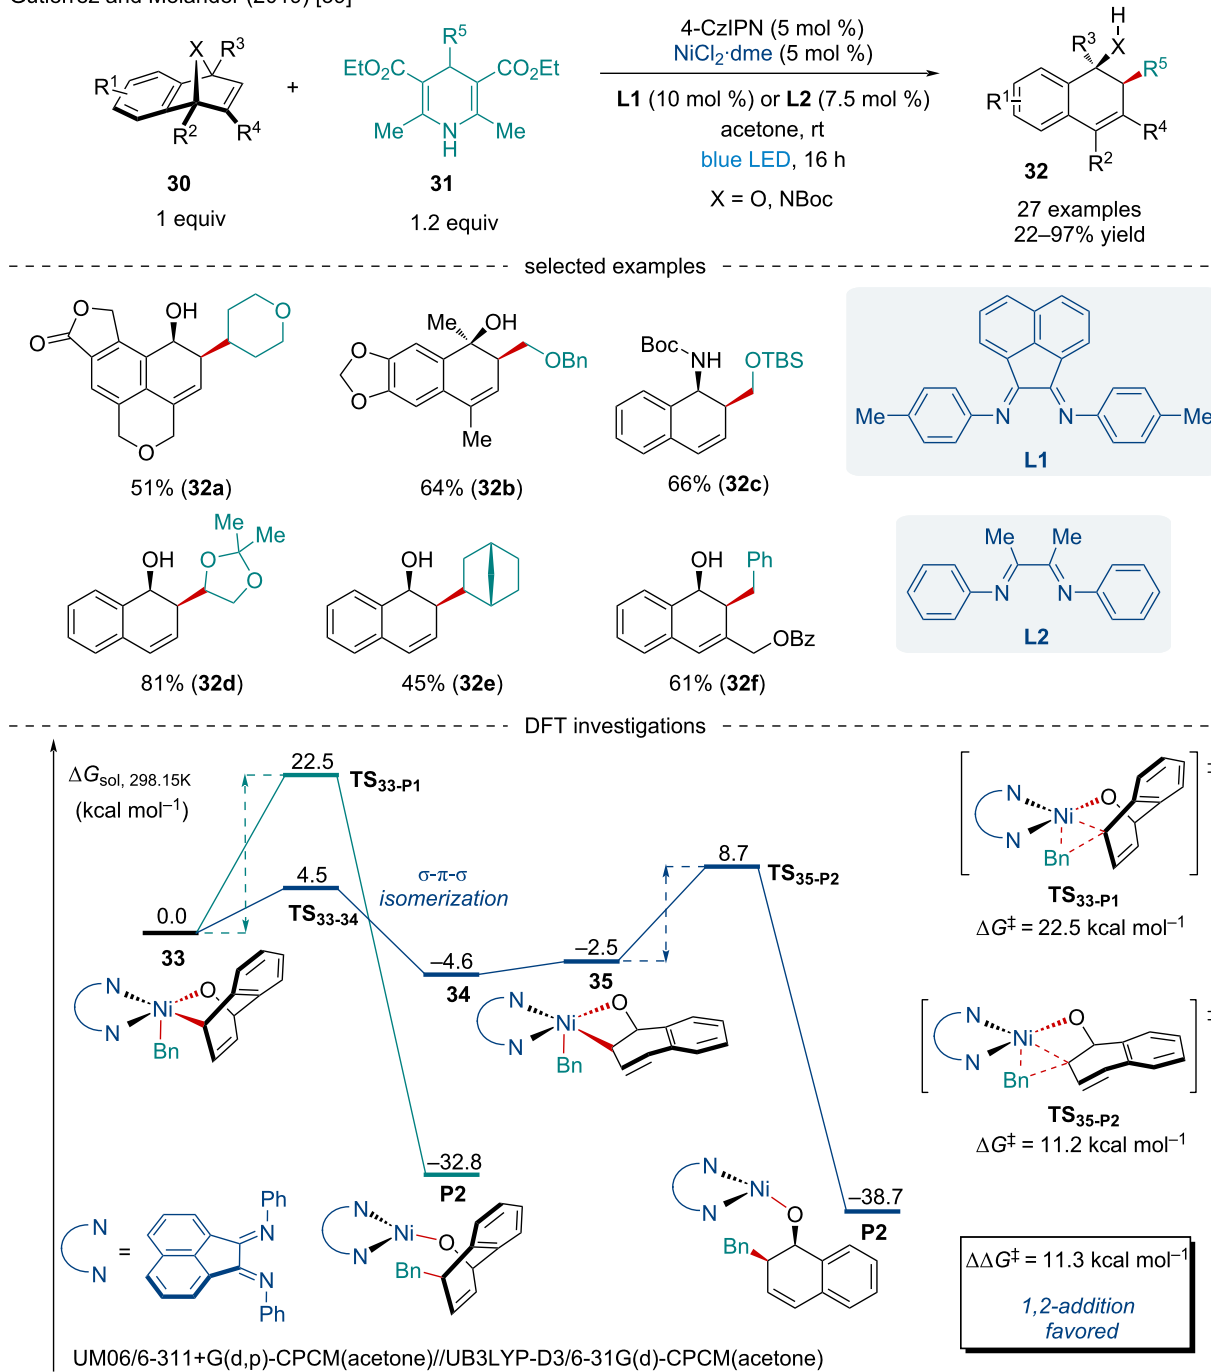 H
X
R3
X
R3
R5
R1
R2
R4
30
1 equiv
+
R5
EtO2C
CO2Et
Me
N
H
Me
31
1.2 equiv
4-CzIPN (5 mol %)
NiCl2·dme (5 mol %)
L1 (10 mol %) or L2 (7.5 mol %)
acetone, rt
blue LED, 16 h
X = O, NBoc
R5
R1
R4
R2
32
27 examples
22–97% yield
selected examples
O
O
OH
O
O
51% (32a)
Me
OH
O
O
OBn
Me
64% (32b)
Boc
NH
OTBS
66% (32c)
Me
N
N
Me
L1
Me
Me
OH
O
O
81% (32d)
OH
45% (32e)
OH
Ph
OBz
61% (32f)
Me
Me
N
N
L2
DFT investigations
ΔGsol, 298.15K
(kcal mol–1)
22.5
TS33-P1
4.5
TS33-34
σ-π-σ
isomerization
0.0
33
–4.6
34
–2.5
35
8.7
TS35-P2
N
N
Ni
O
Bn
N
N
Ni
O
Bn
N
N
Ni
O
Bn
‡
TS33-P1
ΔG‡ = 22.5 kcal mol–1
N
N
Ni
O
Bn
‡
TS35-P2
ΔG‡ = 11.2 kcal mol–1
–32.8
P2
–38.7
P2
N
N
=
Ph
N
N
Ph
N
N
Ni
O
Bn
N
N
Ni
O
Bn
ΔΔG‡ = 11.3 kcal mol–1
1,2-addition
favored
UM06/6-311+G(d,p)-CPCM(acetone)//UB3LYP-D3/6-31G(d)-CPCM(acetone)